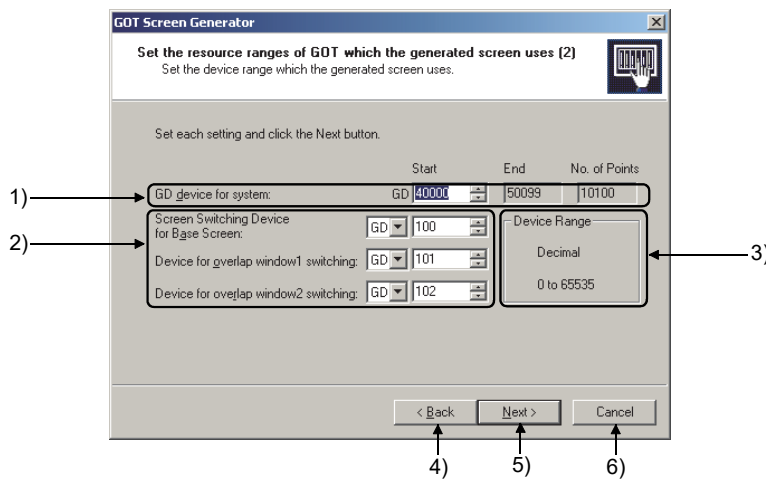 GOT Screen Generator
Set the resource ranges of GOT which the generated screen uses (2)
Set the device range which the generated screen uses.
Set each setting and click the Next button.
Start End No. of Points
1) GD device for system: GD 40000 50099 10100
2) Screen Switching Device
for Base Screen: GD 100
Device for overlap window1 switching: GD 101
Device for overlap window2 switching: GD 102
Device Range
Decimal
0 to 65535
3)
< Back Next > Cancel
4) 5) 6)